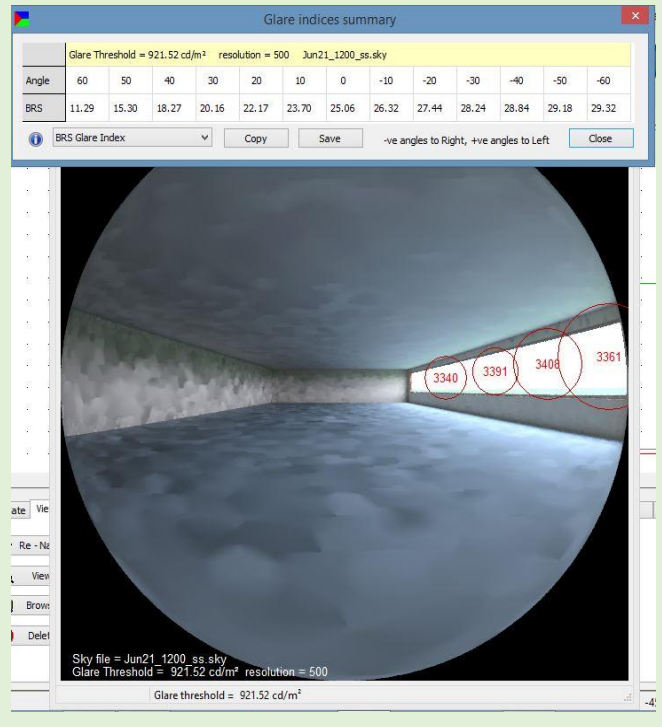 Glare indices summary
Glare Threshold = 921.52 cd/m² resolution = 500 Jun21_1200_ss.sky
Angle 60 50 40 30 20 10 0 -10 -20 -30 -40 -50 -60
BRS 11.29 15.30 18.27 20.16 22.17 23.70 25.06 26.32 27.44 28.24 28.84 29.18 29.32
BRS Glare Index Copy Save -ve angles to Right, +ve angles to Left Close
3340 3391 3408 3361
ate Vie
Re - Na
View
Brows
Delet
Sky file = Jun21_1200_ss.sky
Glare Threshold = 921.52 cd/m² resolution = 500
Glare threshold = 921.52 cd/m²